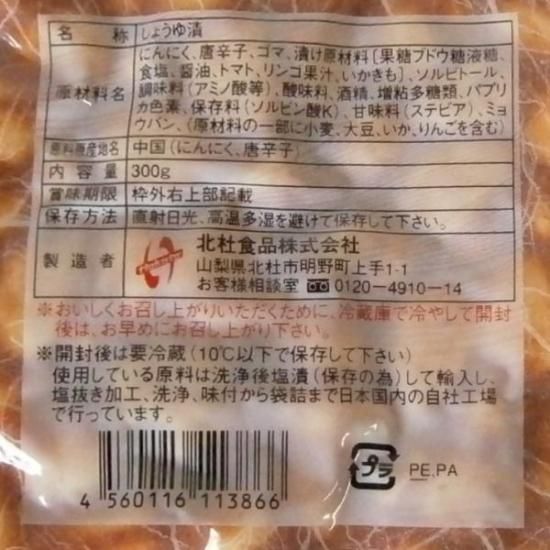 名称 しょうゆ漬
原材料名 にんにく、唐辛子、ゴマ、漬け原材料〔果糖ブドウ糖液糖、
食塩、醤油、トマト、リンゴ果汁、いかきも〕、ソルビトール、
調味料(アミノ酸等)、酸味料、酒精、増粘多糖類、パプリ
カ色素、保存料(ソルビン酸K)、甘味料(ステビア)、ミョ
ウバン、(原材料の一部に小麦、大豆、いか、りんごを含む)
原料原産地名 中国(にんにく、唐辛子)
内容量 300g
賞味期限 枠外右上部記載
保存方法 直射日光、高温多湿を避けて保存して下さい。
製造者 北杜食品株式会社
山梨県北杜市明野町上手1-1
お客様相談室 0120-4910-14
※おいしくお召し上がりいただくために、冷蔵庫で冷やして開封
後は、お早めにお召し上がり下さい。
※開封後は要冷蔵(10℃以下で保存して下さい)
使用している原料は洗浄後塩漬(保存の為)して輸入し、
塩抜き加工、洗浄、味付から袋詰まで日本国内の自社工場
で行っています。
4 560116 113866
プラ PE,PA